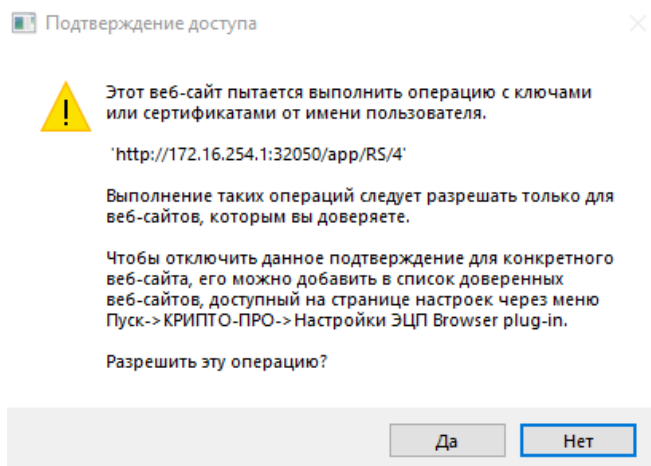 Подтверждение доступа
Этот веб-сайт пытается выполнить операцию с ключами
или сертификатами от имени пользователя.
'http://172.16.254.1:32050/app/RS/4'
Выполнение таких операций следует разрешать только для
веб-сайтов, которым вы доверяете.
Чтобы отключить данное подтверждение для конкретного
веб-сайта, его можно добавить в список доверенных
веб-сайтов, доступный на странице настроек через меню
Пуск->КРИПТО-ПРО->Настройки ЭЦП Browser plug-in.
Разрешить эту операцию?
Да
Нет